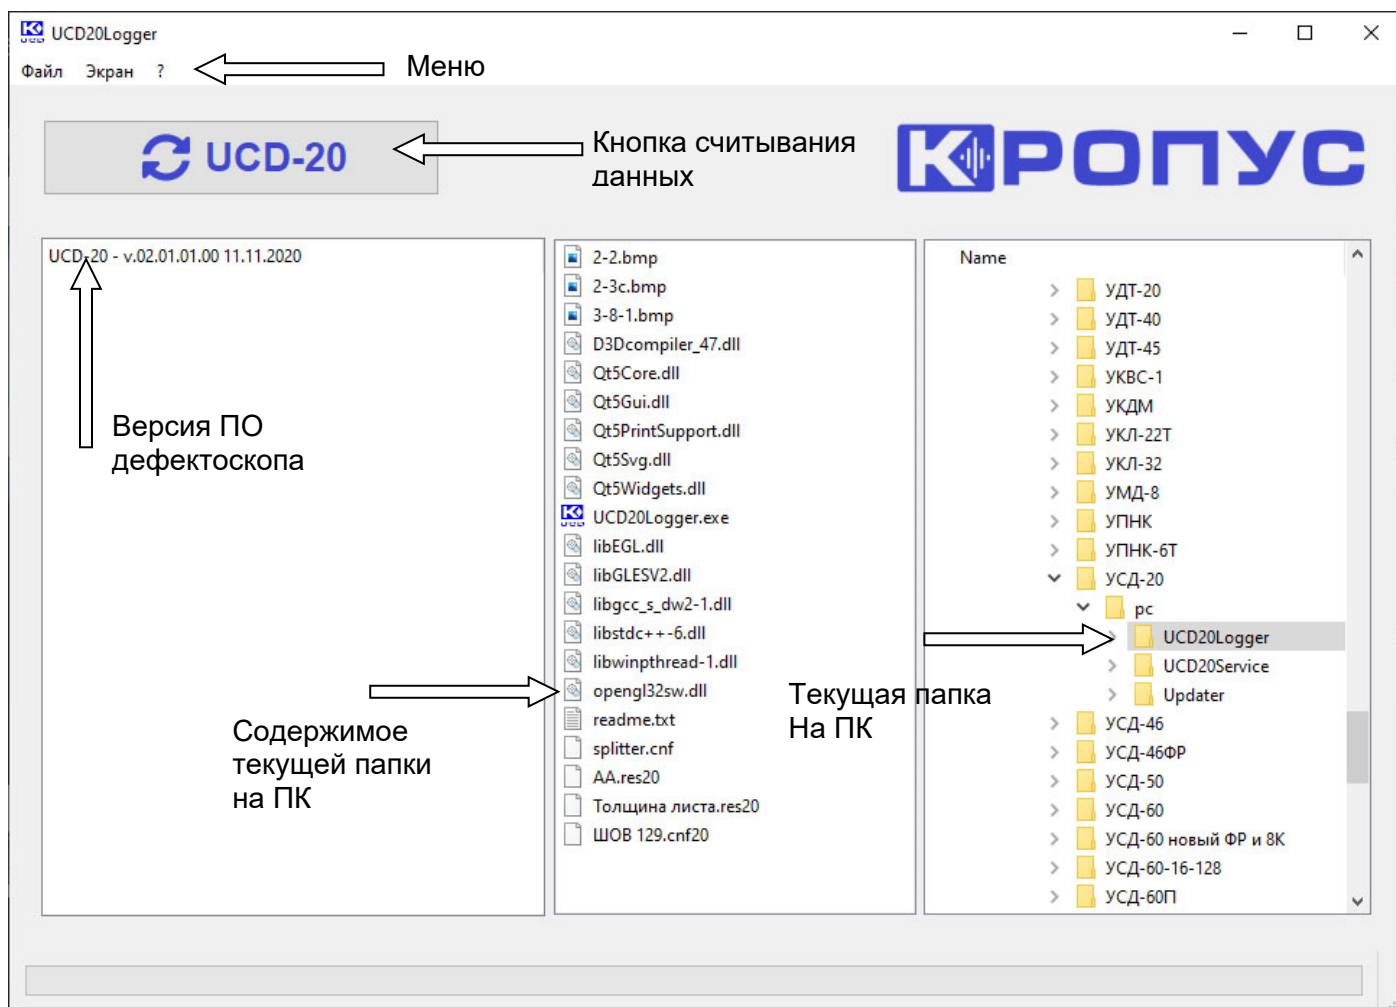 UCD20Logger
Файл Экран ?
Меню
UCD-20
Кнопка считывания
данных
КРОПУС
UCD-20 - v.02.01.01.00 11.11.2020
Версия ПО
дефектоскопа
2-2.bmp
2-3c.bmp
3-8-1.bmp
D3Dcompiler_47.dll
Qt5Core.dll
Qt5Gui.dll
Qt5PrintSupport.dll
Qt5Svg.dll
Qt5Widgets.dll
UCD20Logger.exe
libEGL.dll
libGLESV2.dll
libgcc_s_dw2-1.dll
libstdc++-6.dll
libwinpthread-1.dll
opengl32sw.dll
readme.txt
splitter.cnf
AA.res20
Толщина листа.res20
ШОВ 129.cnf20
Содержимое
текущей папки
на ПК
Текущая папка
На ПК
Name
УДТ-20
УДТ-40
УДТ-45
УКВС-1
УКДМ
УКЛ-22Т
УКЛ-32
УМД-8
УПНК
УПНК-6Т
УСД-20
pc
UCD20Logger
UCD20Service
Updater
УСД-46
УСД-46ФР
УСД-50
УСД-60
УСД-60 новый ФР и 8К
УСД-60-16-128
УСД-60П